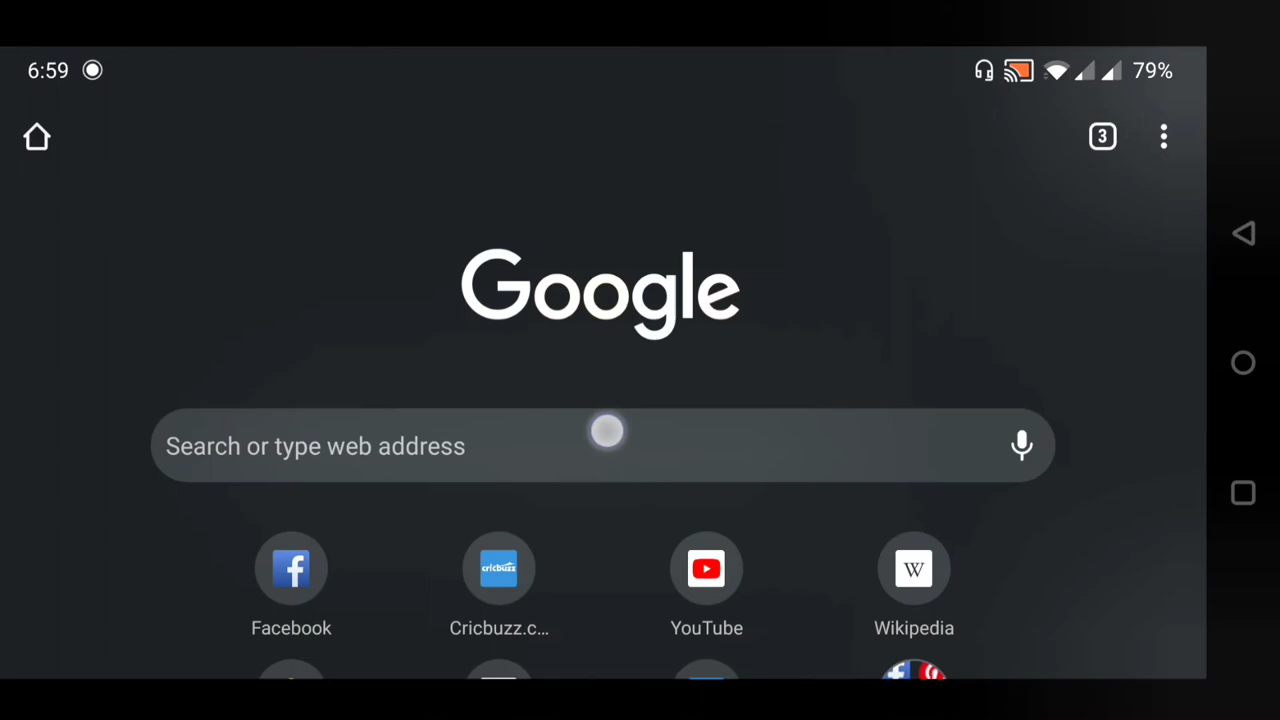 6:59
79%
3
Google
Search or type web address
f
cricbuzz
W
Facebook
Cricbuzz.c...
YouTube
Wikipedia